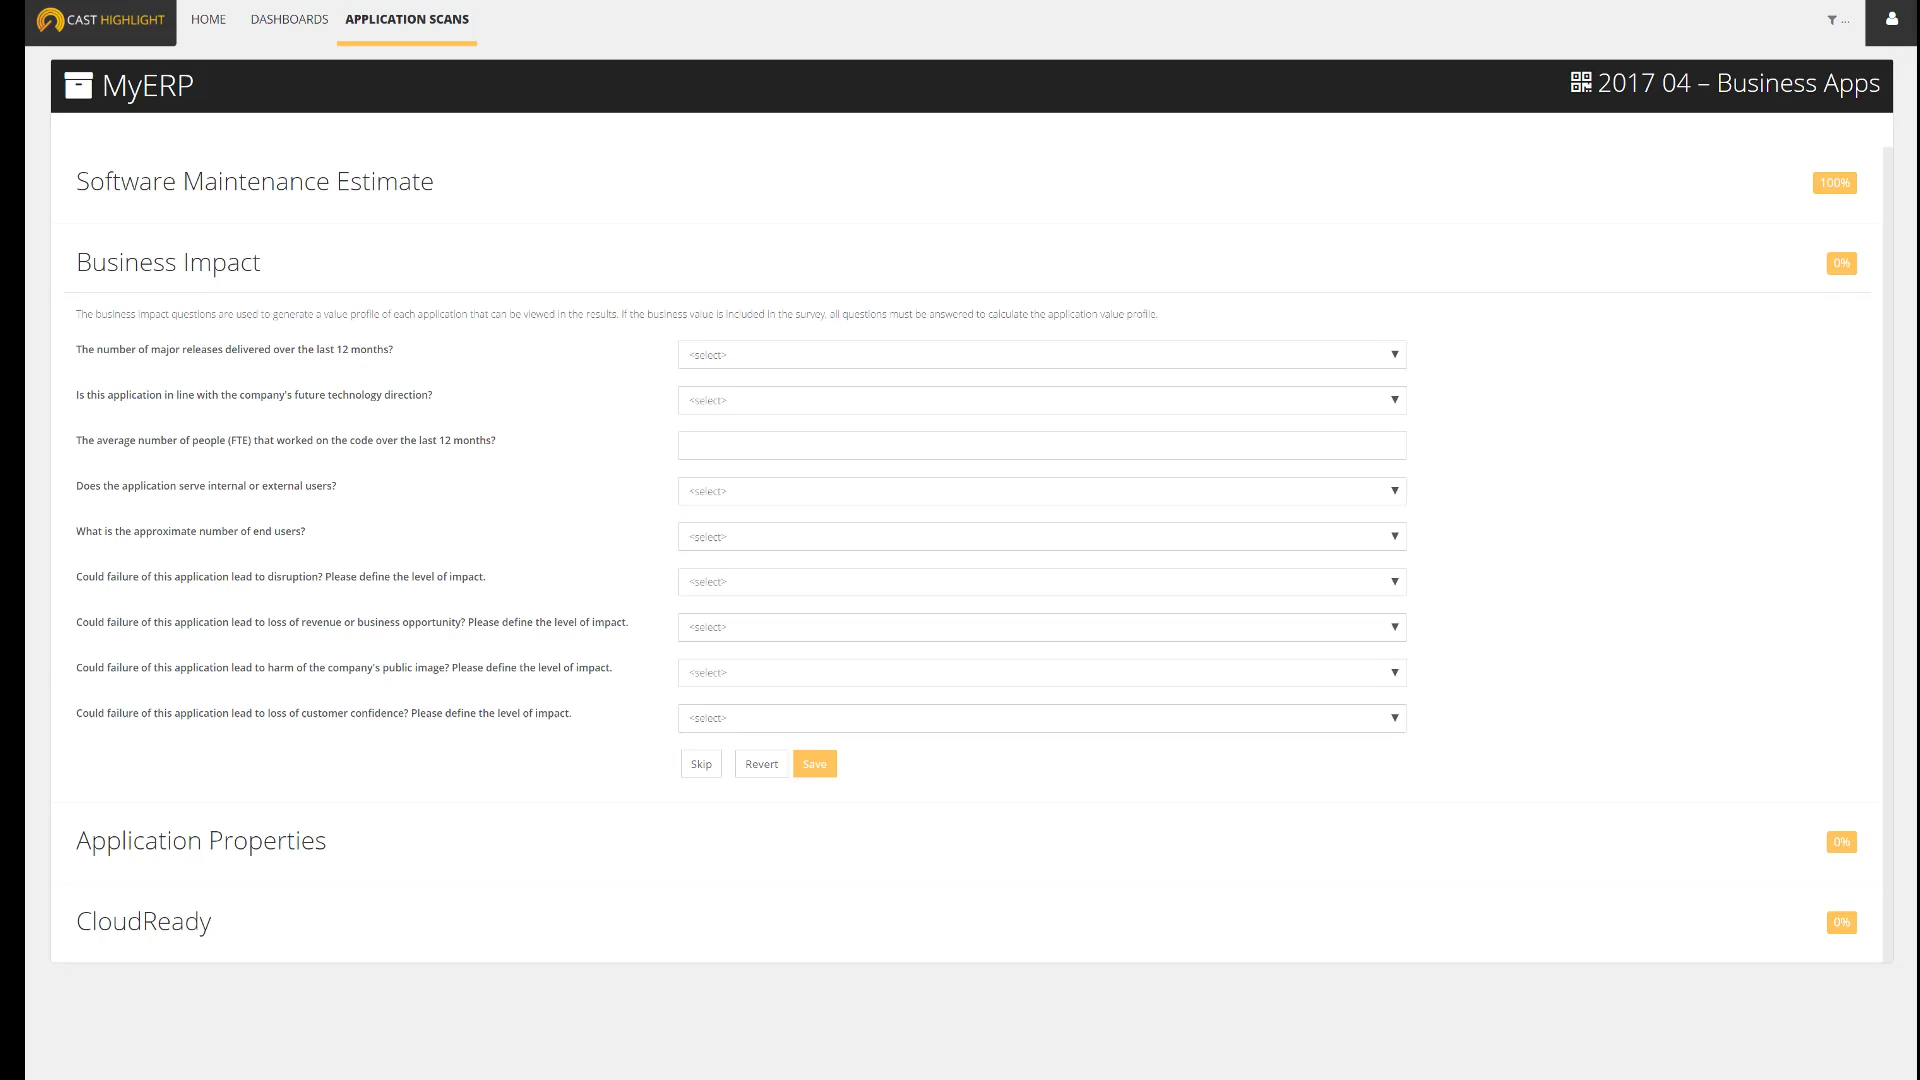 CAST HIGHLIGHT HOME DASHBOARDS APPLICATION SCANS ...
MyERP 2017 04 – Business Apps
Software Maintenance Estimate 100%
Business Impact 0%
The business impact questions are used to generate a value profile of each application that can be viewed in the results. If the business value is included in the survey, all questions must be answered to calculate the application value profile.
The number of major releases delivered over the last 12 months? <select>
Is this application in line with the company's future technology direction? <select>
The average number of people (FTE) that worked on the code over the last 12 months?
Does the application serve internal or external users? <select>
What is the approximate number of end users? <select>
Could failure of this application lead to disruption? Please define the level of impact. <select>
Could failure of this application lead to loss of revenue or business opportunity? Please define the level of impact. <select>
Could failure of this application lead to harm of the company's public image? Please define the level of impact. <select>
Could failure of this application lead to loss of customer confidence? Please define the level of impact. <select>
Skip Revert Save
Application Properties 0%
CloudReady 0%